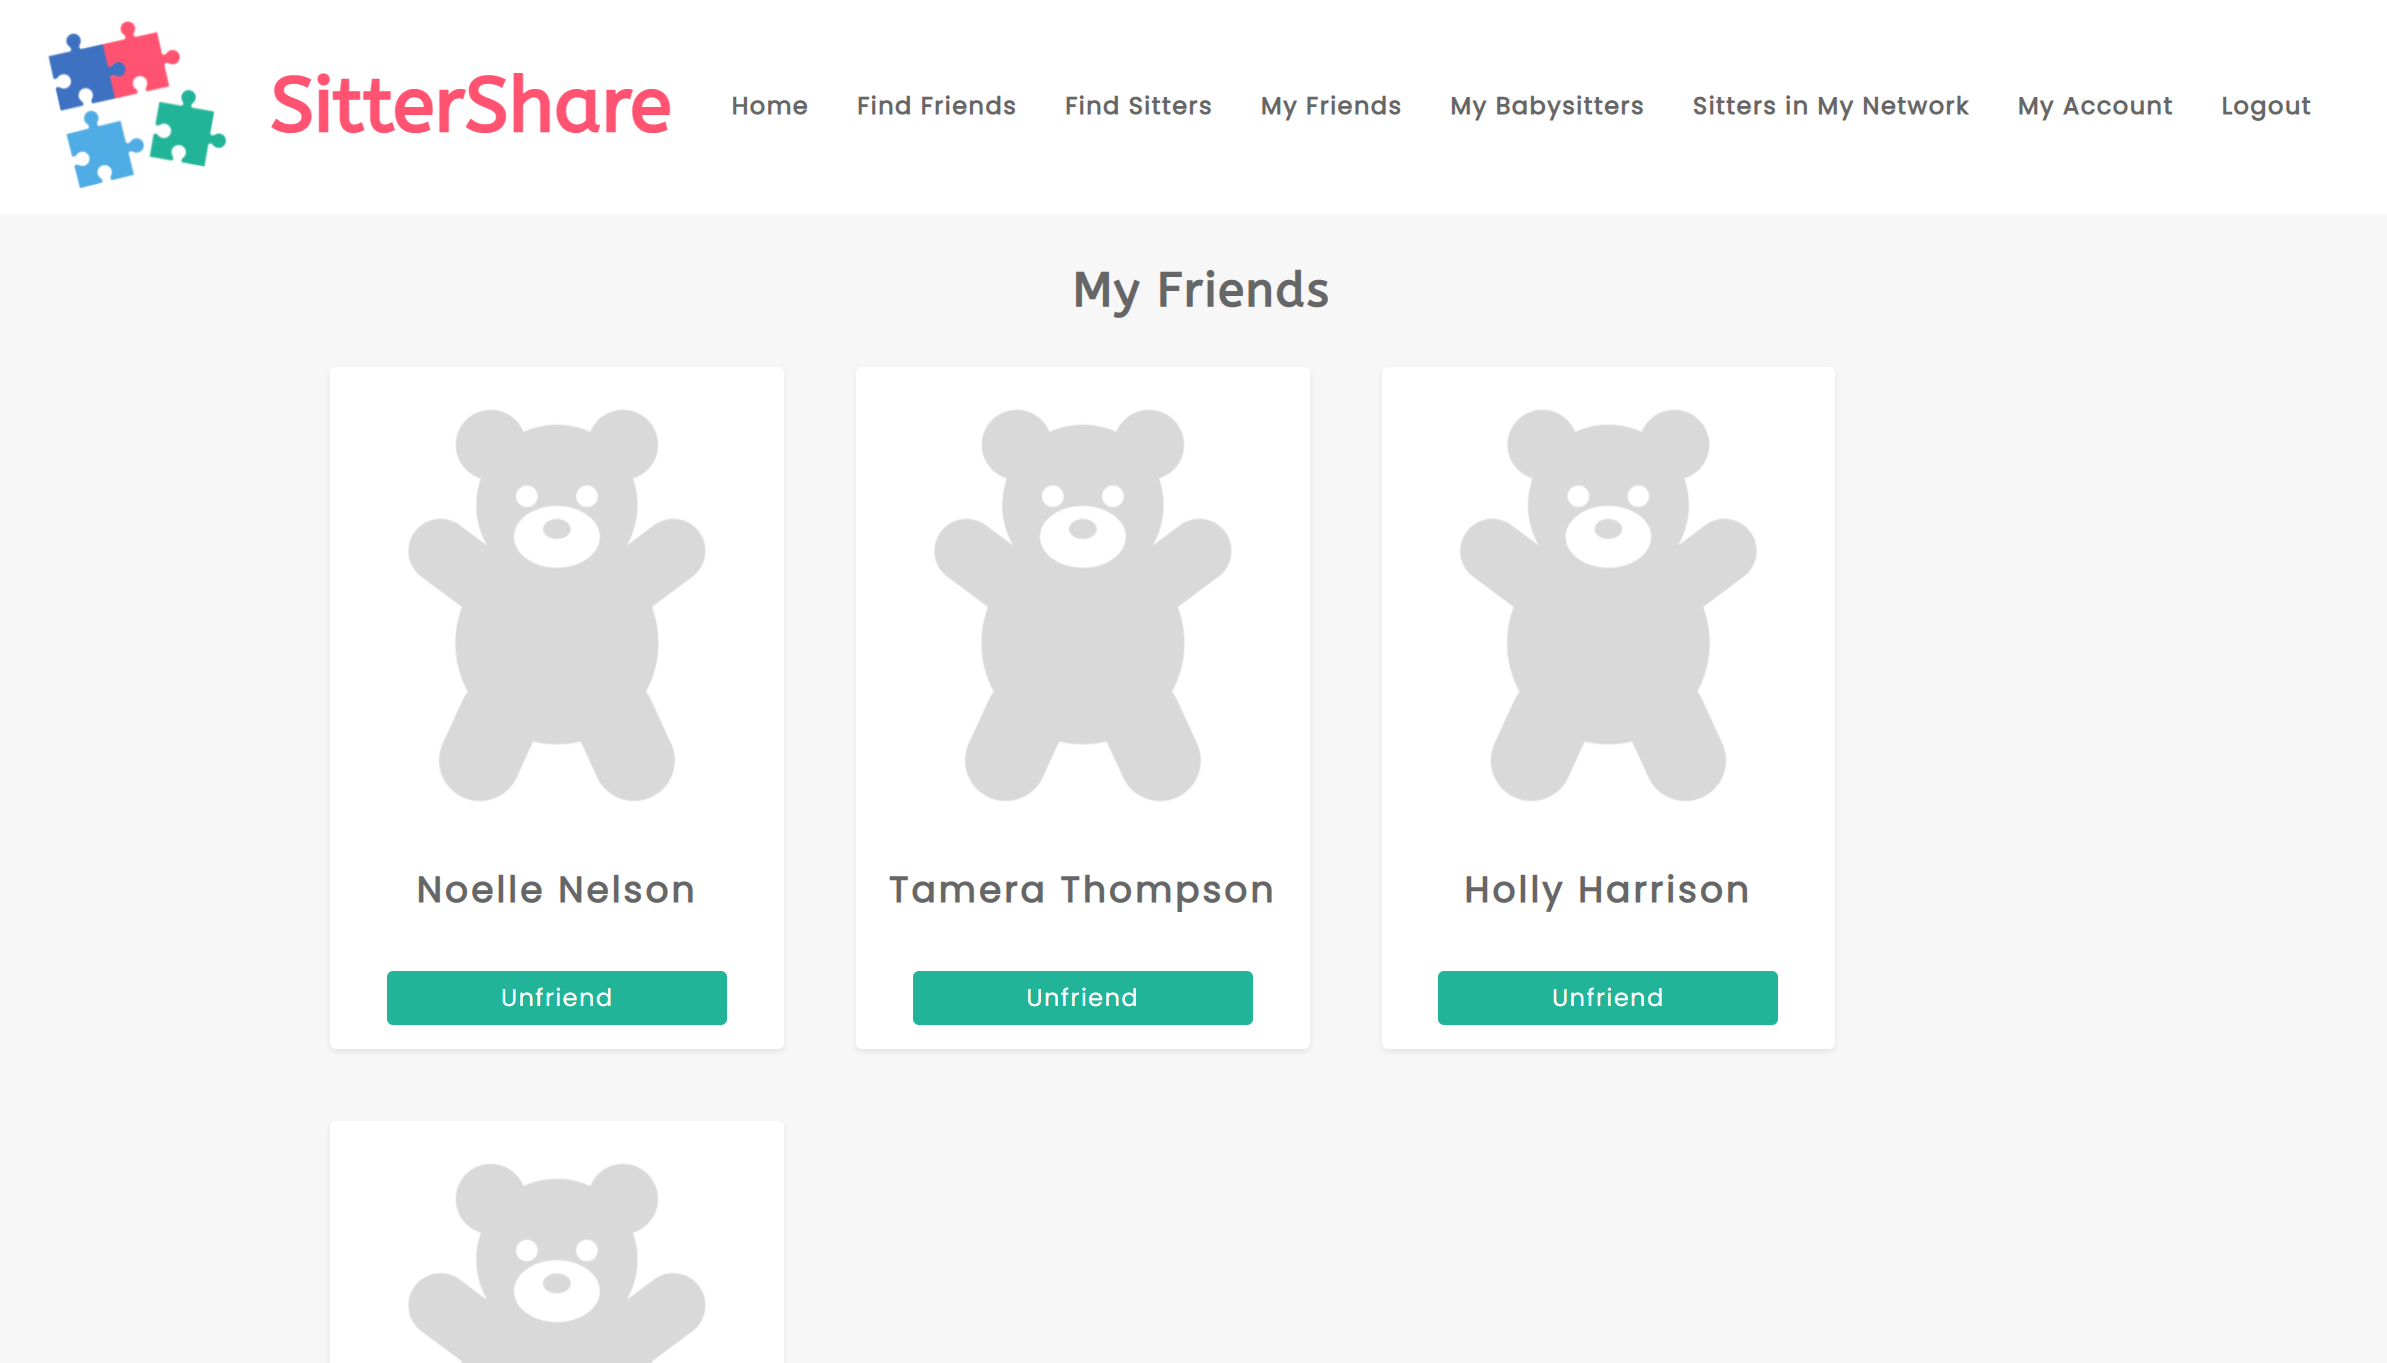 SitterShare
Home Find Friends Find Sitters My Friends My Babysitters Sitters in My Network My Account Logout
My Friends
Noelle Nelson
Unfriend
Tamera Thompson
Unfriend
Holly Harrison
Unfriend